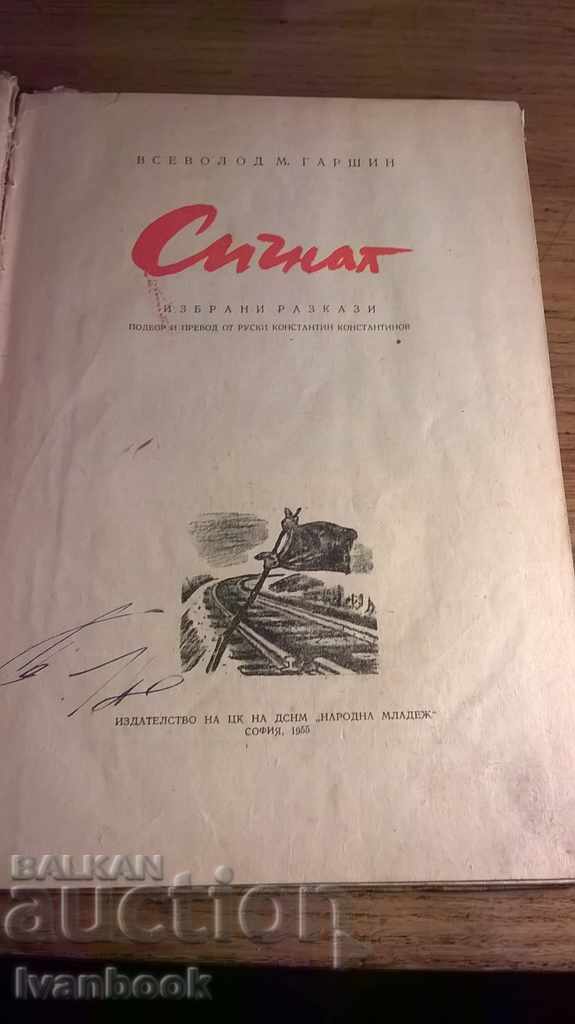 ВСЕВОЛОД М. ГАРШИН
Сигнал
ИЗБРАНИ РАЗКАЗИ
ПОДБОР И ПРЕВОД ОТ РУСКИ КОНСТАНТИН КОНСТАНТИНОВ
ИЗДАТЕЛСТВО НА ЦК НА ДСНМ „НАРОДНА МЛАДЕЖ“
СОФИЯ, 1955
BALKAN
auction
Ivanbook